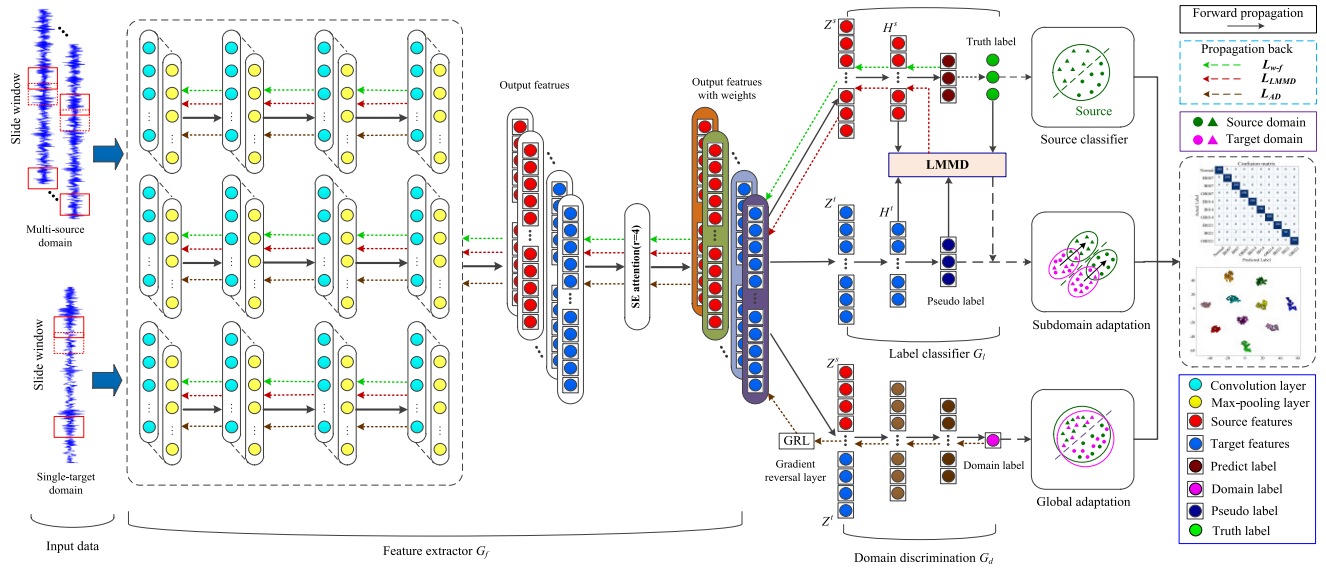 Slide window
Multi-source
domain
Slide window
Single-target
domain
Input data
Feature extractor G_f
Output featrues
SE attention(r=4)
Output featrues
with weights
Z^s
H^s
Truth label
LMMD
Z^t
H^t
Pseudo label
Label classifier G_l
Z^s
GRL
Gradient
reversal layer
Z^t
Domain label
Domain discrimination G_d
Source
Source classifier
Subdomain adaptation
Global adaptation
Forward propagation
Propagation back
L_w-f
L_LMMD
L_AD
Source domain
Target domain
Confusion matrix
Actual Label
Predicted Label
Convolution layer
Max-pooling layer
Source features
Target features
Predict label
Domain label
Pseudo label
Truth label